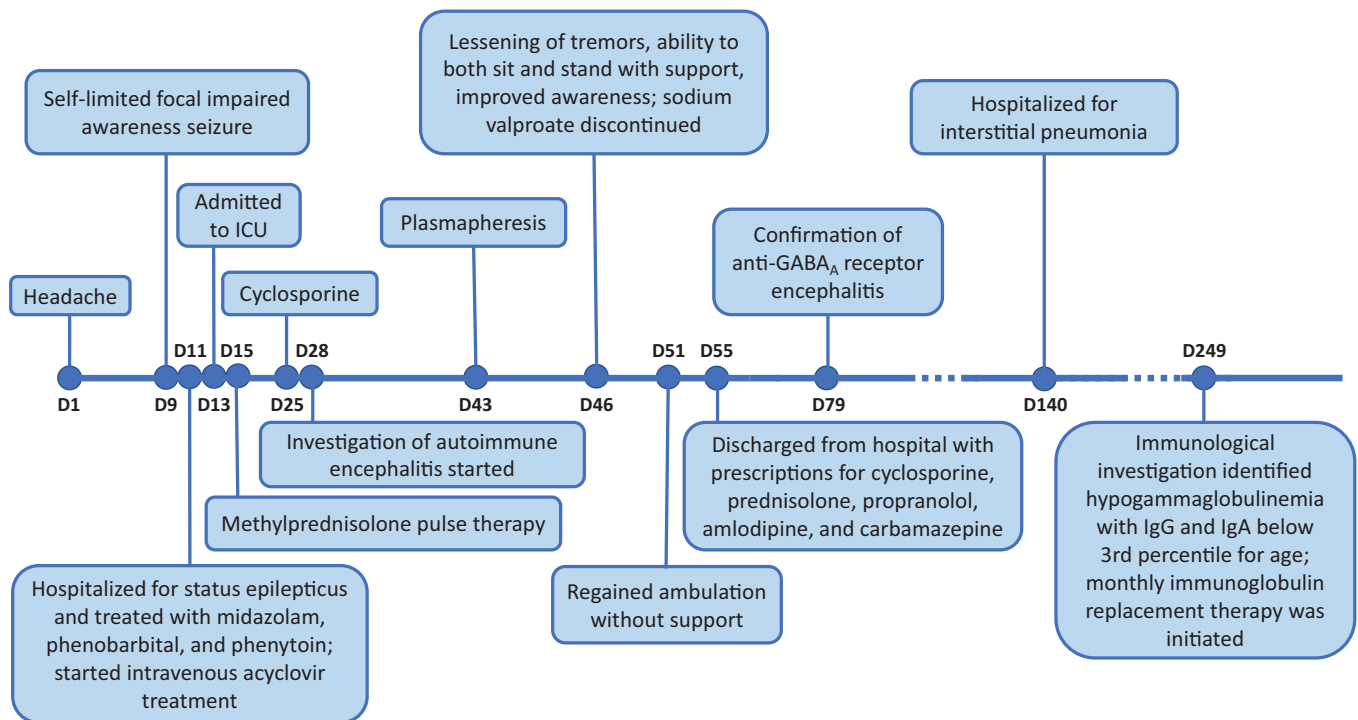 Headache
D1
Self-limited focal impaired
awareness seizure
D9
D11
Hospitalized for status epilepticus
and treated with midazolam,
phenobarbital, and phenytoin;
started intravenous acyclovir
treatment
Admitted
to ICU
D13
D15
Methylprednisolone pulse therapy
Cyclosporine
D25
D28
Investigation of autoimmune
encephalitis started
Plasmapheresis
D43
Lessening of tremors, ability to
both sit and stand with support,
improved awareness; sodium
valproate discontinued
D46
D51
Regained ambulation
without support
D55
Discharged from hospital with
prescriptions for cyclosporine,
prednisolone, propranolol,
amlodipine, and carbamazepine
Confirmation of
anti-GABA_A receptor
encephalitis
D79
Hospitalized for
interstitial pneumonia
D140
D249
Immunological
investigation identified
hypogammaglobulinemia
with IgG and IgA below
3rd percentile for age;
monthly immunoglobulin
replacement therapy was
initiated